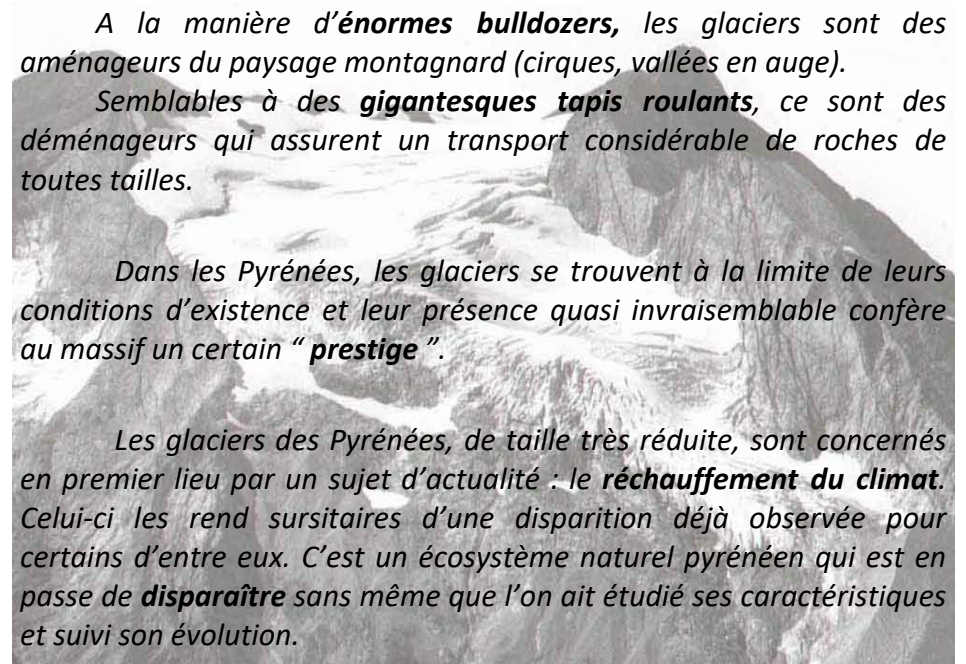 A la manière d’énormes bulldozers, les glaciers sont des
aménageurs du paysage montagnard (cirques, vallées en auge).
Semblables à des gigantesques tapis roulants, ce sont des
déménageurs qui assurent un transport considérable de roches de
toutes tailles.
Dans les Pyrénées, les glaciers se trouvent à la limite de leurs
conditions d’existence et leur présence quasi invraisemblable confère
au massif un certain “ prestige ”.
Les glaciers des Pyrénées, de taille très réduite, sont concernés
en premier lieu par un sujet d’actualité : le réchauffement du climat.
Celui-ci les rend sursitaires d’une disparition déjà observée pour
certains d’entre eux. C’est un écosystème naturel pyrénéen qui est en
passe de disparaître sans même que l’on ait étudié ses caractéristiques
et suivi son évolution.